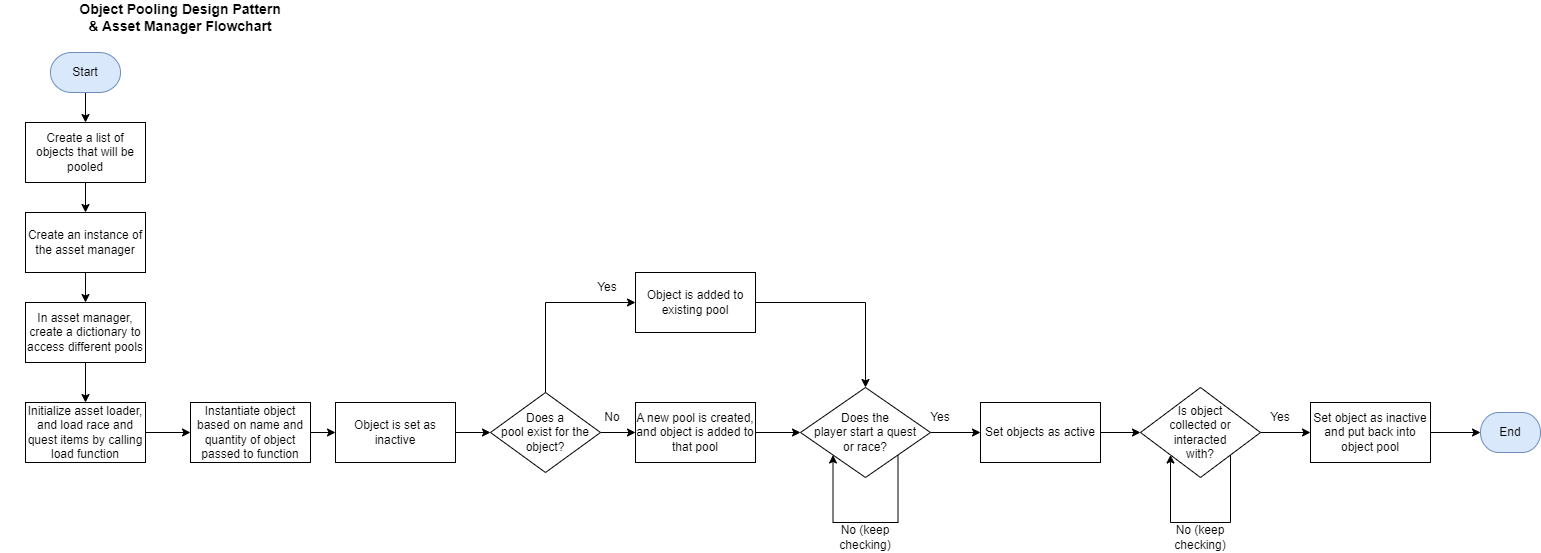 Object Pooling Design Pattern
& Asset Manager Flowchart
Start
Create a list of
objects that will be
pooled
Create an instance of
the asset manager
In asset manager,
create a dictionary to
access different pools
Initialize asset loader,
and load race and
quest items by calling
load function
Instantiate object
based on name and
quantity of object
passed to function
Object is set as
inactive
Does a
pool exist for the
object?
Yes
Object is added to
existing pool
No
A new pool is created,
and object is added to
that pool
Does the
player start a quest
or race?
No (keep
checking)
Yes
Set objects as active
Is object
collected or
interacted
with?
No (keep
checking)
Yes
Set object as inactive
and put back into
object pool
End